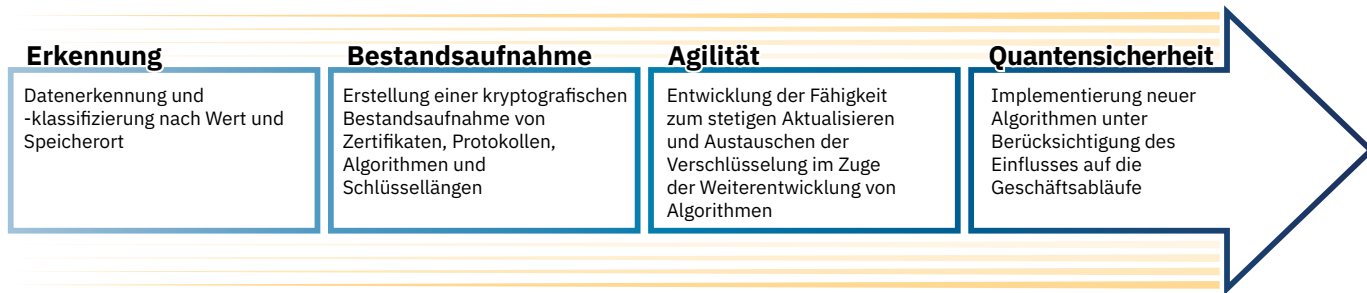 Erkennung
Datenerkennung und
-klassifizierung nach Wert und
Speicherort
Bestandsaufnahme
Erstellung einer kryptografischen
Bestandsaufnahme von
Zertifikaten, Protokollen,
Algorithmen und
Schlüssellängen
Agilität
Entwicklung der Fähigkeit
zum stetigen Aktualisieren
und Austauschen der
Verschlüsselung im Zuge
der Weiterentwicklung von
Algorithmen
Quantensicherheit
Implementierung neuer
Algorithmen unter
Berücksichtigung des
Einflusses auf die
Geschäftsabläufe